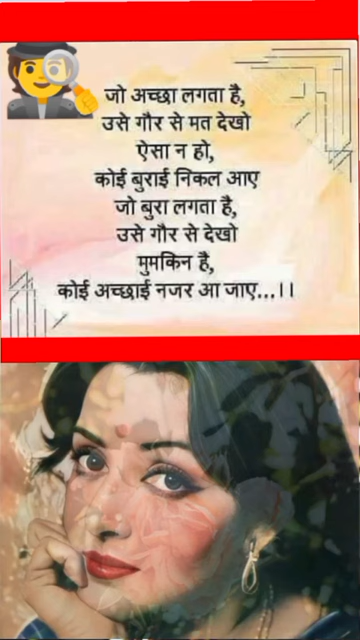 जो अच्छा लगता है,
उसे गौर से मत देखो
ऐसा न हो,
कोई बुराई निकल आए
जो बुरा लगता है,
उसे गौर से देखो
मुमकिन है,
कोई अच्छाई नजर आ जाए...।।